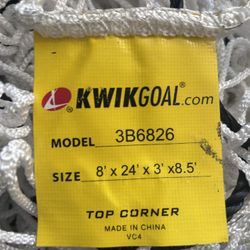 KWIKGOAL.com
MODEL 3B6826
SIZE 8' x 24' x 3' x8.5'
TOP CORNER
MADE IN CHINA
VC4